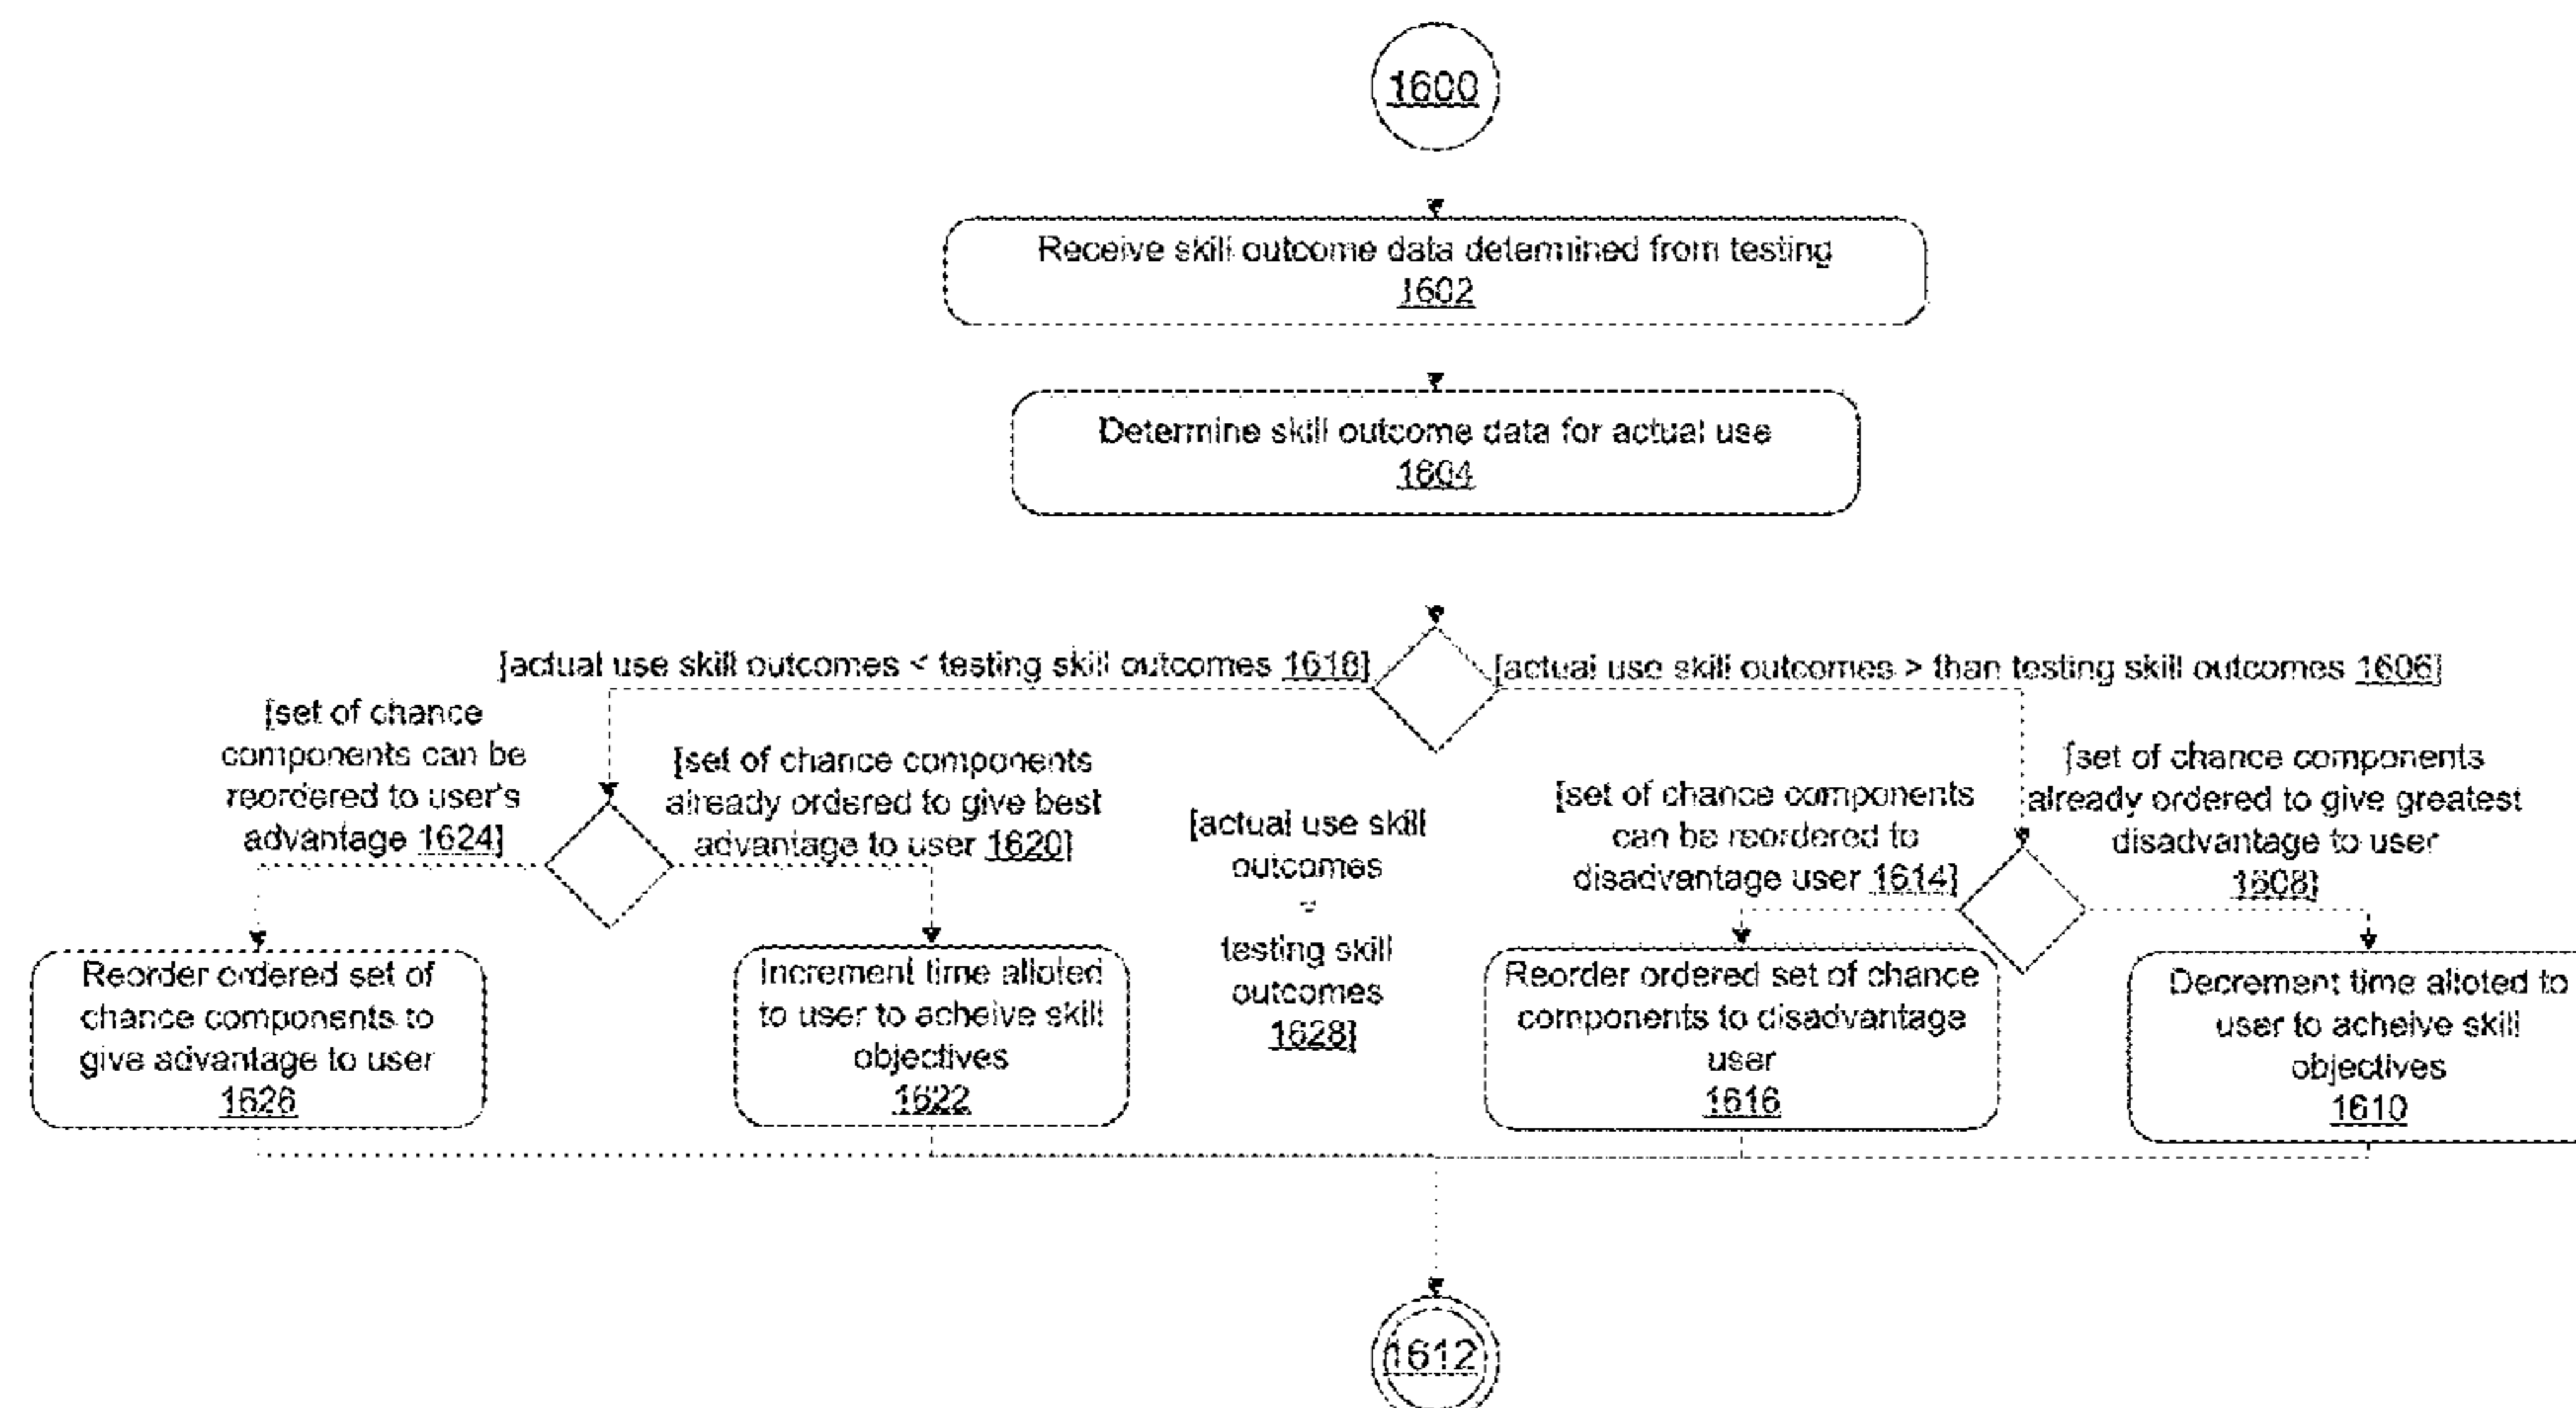 1600
Receive skill outcome data determined from testing
1602
Determine skill outcome data for actual use
1604
[actual use skill outcomes < testing skill outcomes 1618]
[actual use skill outcomes > than testing skill outcomes 1606]
[set of chance
components can be
reordered to user's
advantage 1624]
[set of chance components
already ordered to give best
advantage to user 1620]
[actual use skill
outcomes
=
testing skill
outcomes
1628]
[set of chance components
can be reordered to
disadvantage user 1614]
[set of chance components
already ordered to give greatest
disadvantage to user
1608]
Reorder ordered set of
chance components to
give advantage to user
1626
Increment time alloted
to user to acheive skill
objectives
1622
Reorder ordered set of chance
components to disadvantage
user
1616
Decrement time alloted to
user to acheive skill
objectives
1610
1612